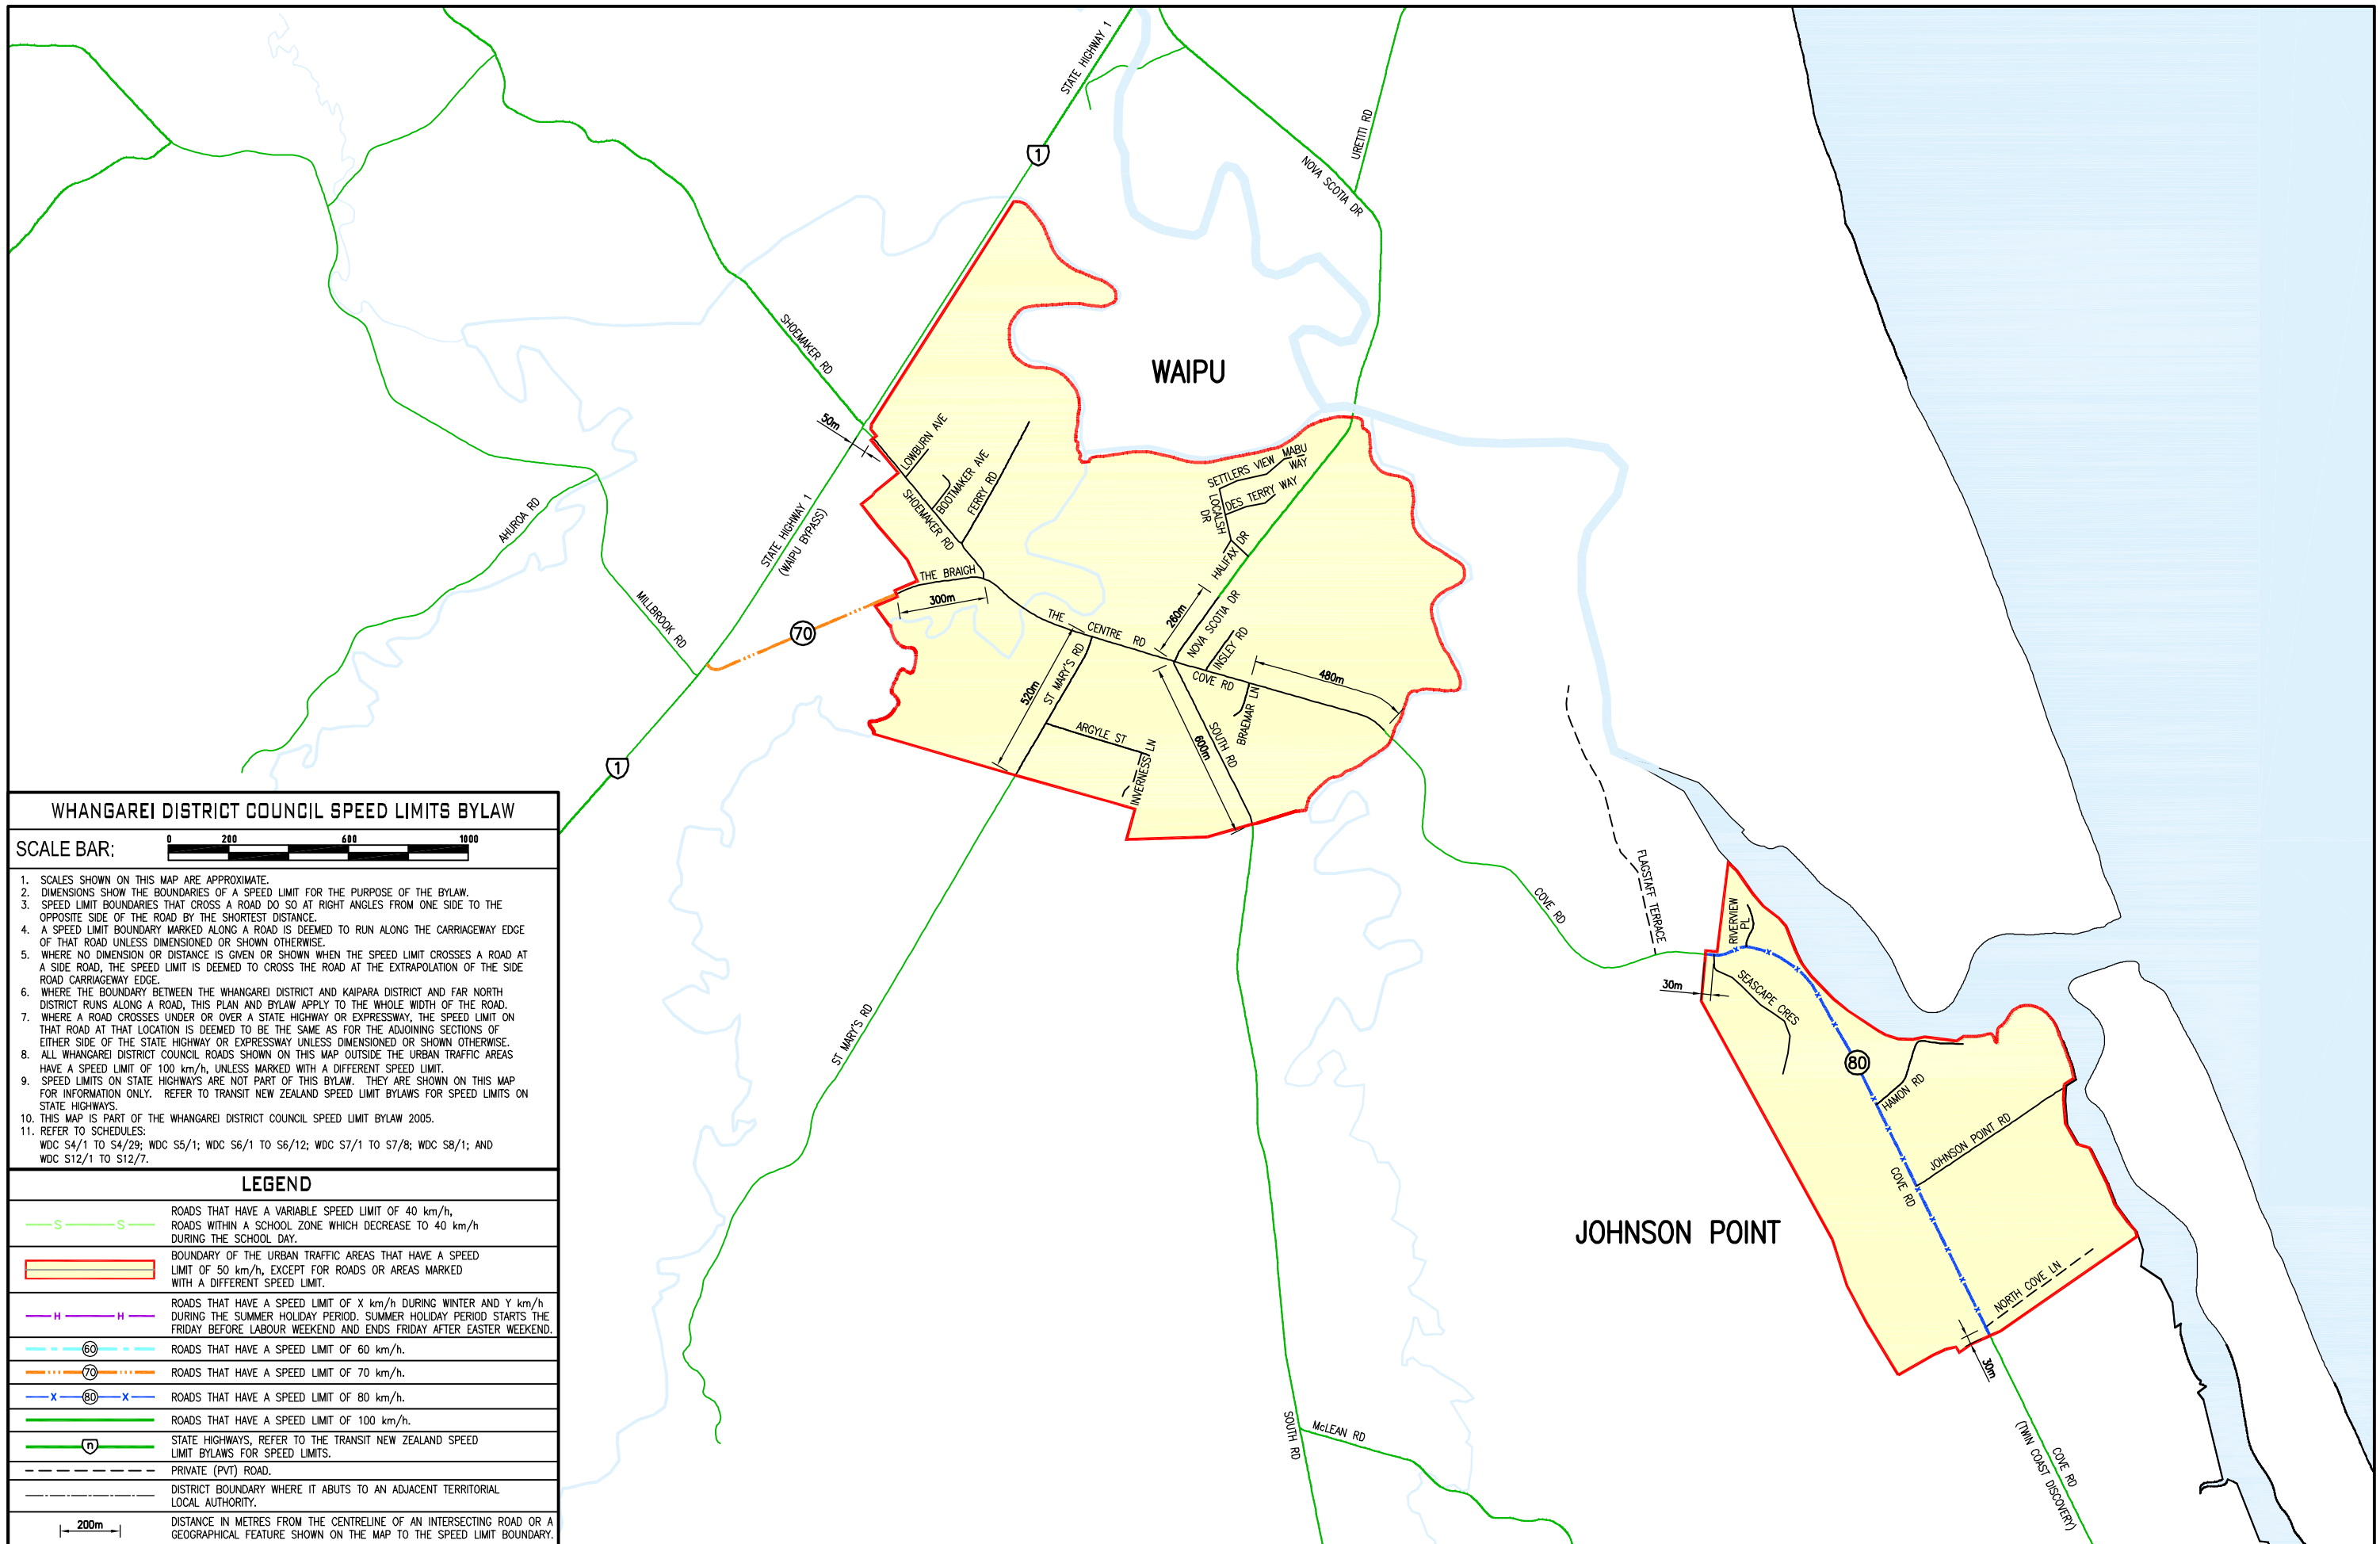 STATE HIGHWAY 1
1
URETITI RD
NOVA SCOTIA DR
SHOEMAKER RD
WAIPU
50m
LOWBURN AVE
BOOTMAKER AVE
FERRY RD
SHOEMAKER RD
SETTLERS VIEW
MABU
WAY
DES TERRY WAY
LOCALSH
DR
HALIFAX DR
AHUROA RD
STATE HIGHWAY 1
(WAIPU BYPASS)
THE BRAIGH
300m
MILLBROOK RD
70
THE CENTRE RD
260m
NOVA SCOTIA DR
INSLEY RD
COVE RD
480m
520m
ST MARY'S RD
BRAEMAR LN
SOUTH RD
600m
ARGYLE ST
INVERNESS LN
1
FLAGSTAFF TERRACE
COVE RD
RIVERVIEW
PL
30m
SEASCAPE CRES
80
HAMON RD
JOHNSON POINT RD
COVE RD
NORTH COVE LN
30m
JOHNSON POINT
ST MARY'S RD
SOUTH RD
McLEAN RD
COVE RD
(TWIN COAST DISCOVERY)
WHANGAREI DISTRICT COUNCIL SPEED LIMITS BYLAW
SCALE BAR:
0 200 600 1000
1. SCALES SHOWN ON THIS MAP ARE APPROXIMATE.
2. DIMENSIONS SHOW THE BOUNDARIES OF A SPEED LIMIT FOR THE PURPOSE OF THE BYLAW.
3. SPEED LIMIT BOUNDARIES THAT CROSS A ROAD DO SO AT RIGHT ANGLES FROM ONE SIDE TO THE
OPPOSITE SIDE OF THE ROAD BY THE SHORTEST DISTANCE.
4. A SPEED LIMIT BOUNDARY MARKED ALONG A ROAD IS DEEMED TO RUN ALONG THE CARRIAGEWAY EDGE
OF THAT ROAD UNLESS DIMENSIONED OR SHOWN OTHERWISE.
5. WHERE NO DIMENSION OR DISTANCE IS GIVEN OR SHOWN WHEN THE SPEED LIMIT CROSSES A ROAD AT
A SIDE ROAD, THE SPEED LIMIT IS DEEMED TO CROSS THE ROAD AT THE EXTRAPOLATION OF THE SIDE
ROAD CARRIAGEWAY EDGE.
6. WHERE THE BOUNDARY BETWEEN THE WHANGAREI DISTRICT AND KAIPARA DISTRICT AND FAR NORTH
DISTRICT RUNS ALONG A ROAD, THIS PLAN AND BYLAW APPLY TO THE WHOLE WIDTH OF THE ROAD.
7. WHERE A ROAD CROSSES UNDER OR OVER A STATE HIGHWAY OR EXPRESSWAY, THE SPEED LIMIT ON
THAT ROAD AT THAT LOCATION IS DEEMED TO BE THE SAME AS FOR THE ADJOINING SECTIONS OF
EITHER SIDE OF THE STATE HIGHWAY OR EXPRESSWAY UNLESS DIMENSIONED OR SHOWN OTHERWISE.
8. ALL WHANGAREI DISTRICT COUNCIL ROADS SHOWN ON THIS MAP OUTSIDE THE URBAN TRAFFIC AREAS
HAVE A SPEED LIMIT OF 100 km/h, UNLESS MARKED WITH A DIFFERENT SPEED LIMIT.
9. SPEED LIMITS ON STATE HIGHWAYS ARE NOT PART OF THIS BYLAW. THEY ARE SHOWN ON THIS MAP
FOR INFORMATION ONLY. REFER TO TRANSIT NEW ZEALAND SPEED LIMIT BYLAWS FOR SPEED LIMITS ON
STATE HIGHWAYS.
10. THIS MAP IS PART OF THE WHANGAREI DISTRICT COUNCIL SPEED LIMIT BYLAW 2005.
11. REFER TO SCHEDULES:
WDC S4/1 TO S4/29; WDC S5/1; WDC S6/1 TO S6/12; WDC S7/1 TO S7/8; WDC S8/1; AND
WDC S12/1 TO S12/7.
LEGEND
S S
ROADS THAT HAVE A VARIABLE SPEED LIMIT OF 40 km/h,
ROADS WITHIN A SCHOOL ZONE WHICH DECREASE TO 40 km/h
DURING THE SCHOOL DAY.
BOUNDARY OF THE URBAN TRAFFIC AREAS THAT HAVE A SPEED
LIMIT OF 50 km/h, EXCEPT FOR ROADS OR AREAS MARKED
WITH A DIFFERENT SPEED LIMIT.
H H
ROADS THAT HAVE A SPEED LIMIT OF X km/h DURING WINTER AND Y km/h
DURING THE SUMMER HOLIDAY PERIOD. SUMMER HOLIDAY PERIOD STARTS THE
FRIDAY BEFORE LABOUR WEEKEND AND ENDS FRIDAY AFTER EASTER WEEKEND.
60 ROADS THAT HAVE A SPEED LIMIT OF 60 km/h.
70 ROADS THAT HAVE A SPEED LIMIT OF 70 km/h.
X 80 X ROADS THAT HAVE A SPEED LIMIT OF 80 km/h.
ROADS THAT HAVE A SPEED LIMIT OF 100 km/h.
n STATE HIGHWAYS, REFER TO THE TRANSIT NEW ZEALAND SPEED
LIMIT BYLAWS FOR SPEED LIMITS.
PRIVATE (PVT) ROAD.
DISTRICT BOUNDARY WHERE IT ABUTS TO AN ADJACENT TERRITORIAL
LOCAL AUTHORITY.
200m DISTANCE IN METRES FROM THE CENTRELINE OF AN INTERSECTING ROAD OR A
GEOGRAPHICAL FEATURE SHOWN ON THE MAP TO THE SPEED LIMIT BOUNDARY.